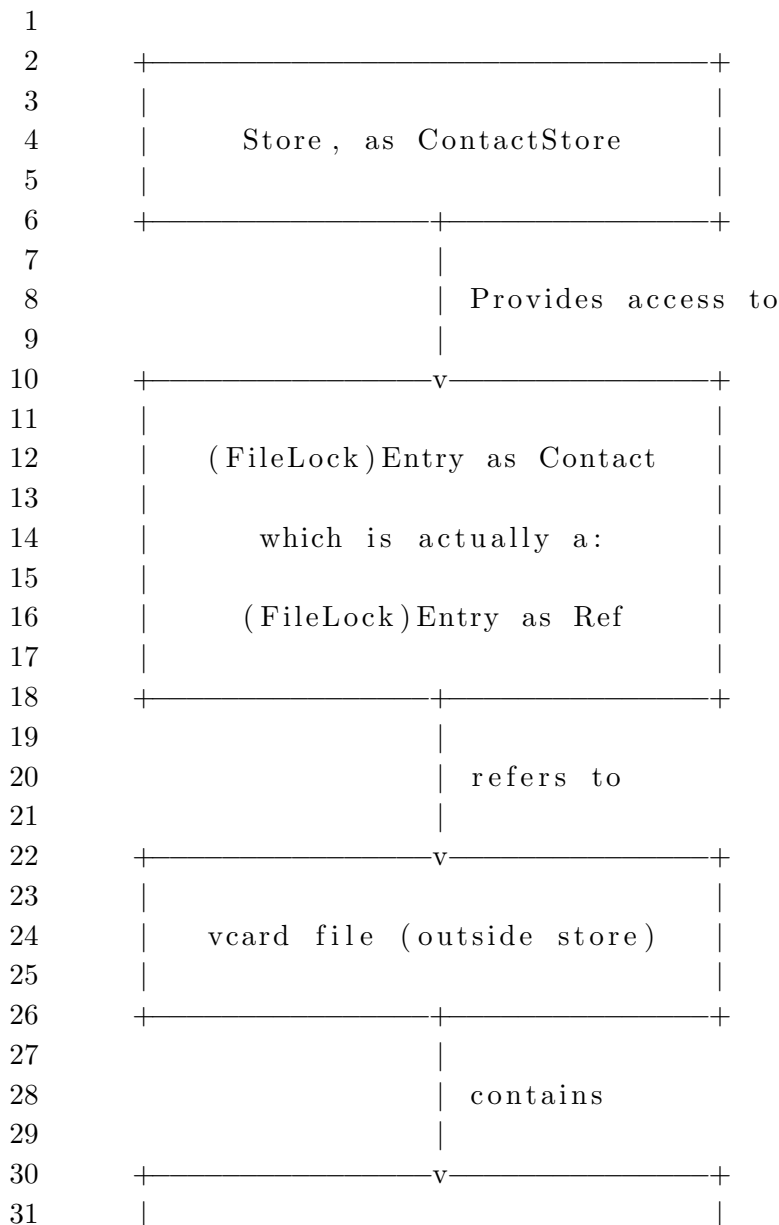 1
2 +----------------------------------+
3 | |
4 | Store, as ContactStore |
5 | |
6 +-----------------+----------------+
7 |
8 | Provides access to
9 |
10 +-----------------v----------------+
11 | |
12 | (FileLock)Entry as Contact |
13 | |
14 | which is actually a: |
15 | |
16 | (FileLock)Entry as Ref |
17 | |
18 +-----------------+----------------+
19 |
20 | refers to
21 |
22 +-----------------v----------------+
23 | |
24 | vcard file (outside store) |
25 | |
26 +-----------------+----------------+
27 |
28 | contains
29 |
30 +-----------------v----------------+
31 | |